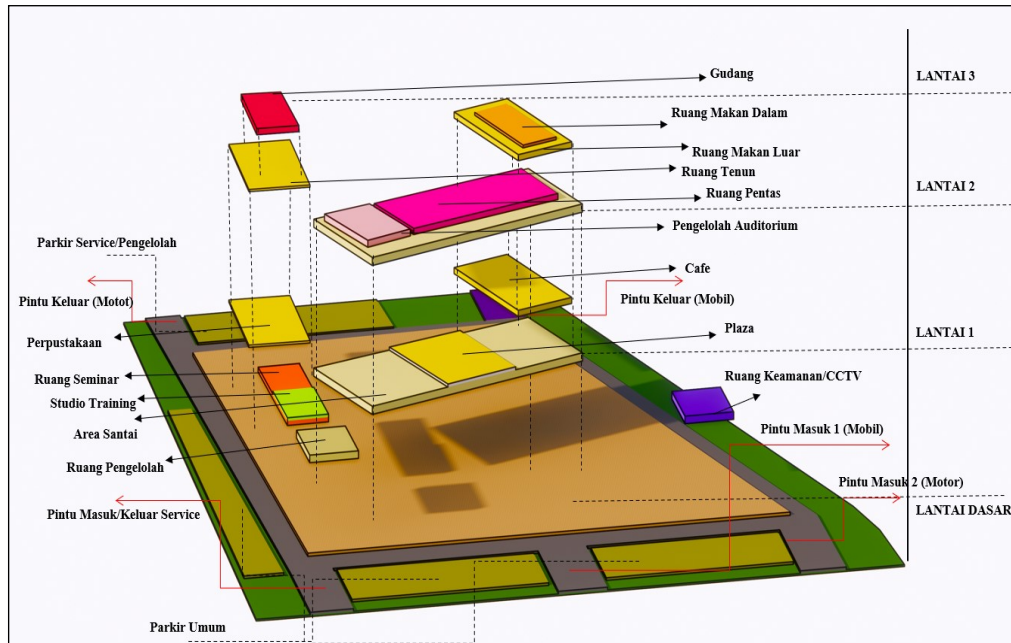 Gudang
LANTAI 3
Ruang Makan Dalam
Ruang Makan Luar
Ruang Tenun
LANTAI 2
Ruang Pentas
Pengelolah Auditorium
Parkir Service/Pengelolah
Cafe
Pintu Keluar (Motot)
Pintu Keluar (Mobil)
Plaza
LANTAI 1
Perpustakaan
Ruang Seminar
Ruang Keamanan/CCTV
Studio Training
Area Santai
Pintu Masuk 1 (Mobil)
Ruang Pengelolah
Pintu Masuk 2 (Motor)
Pintu Masuk/Keluar Service
LANTAI DASAR
Parkir Umum